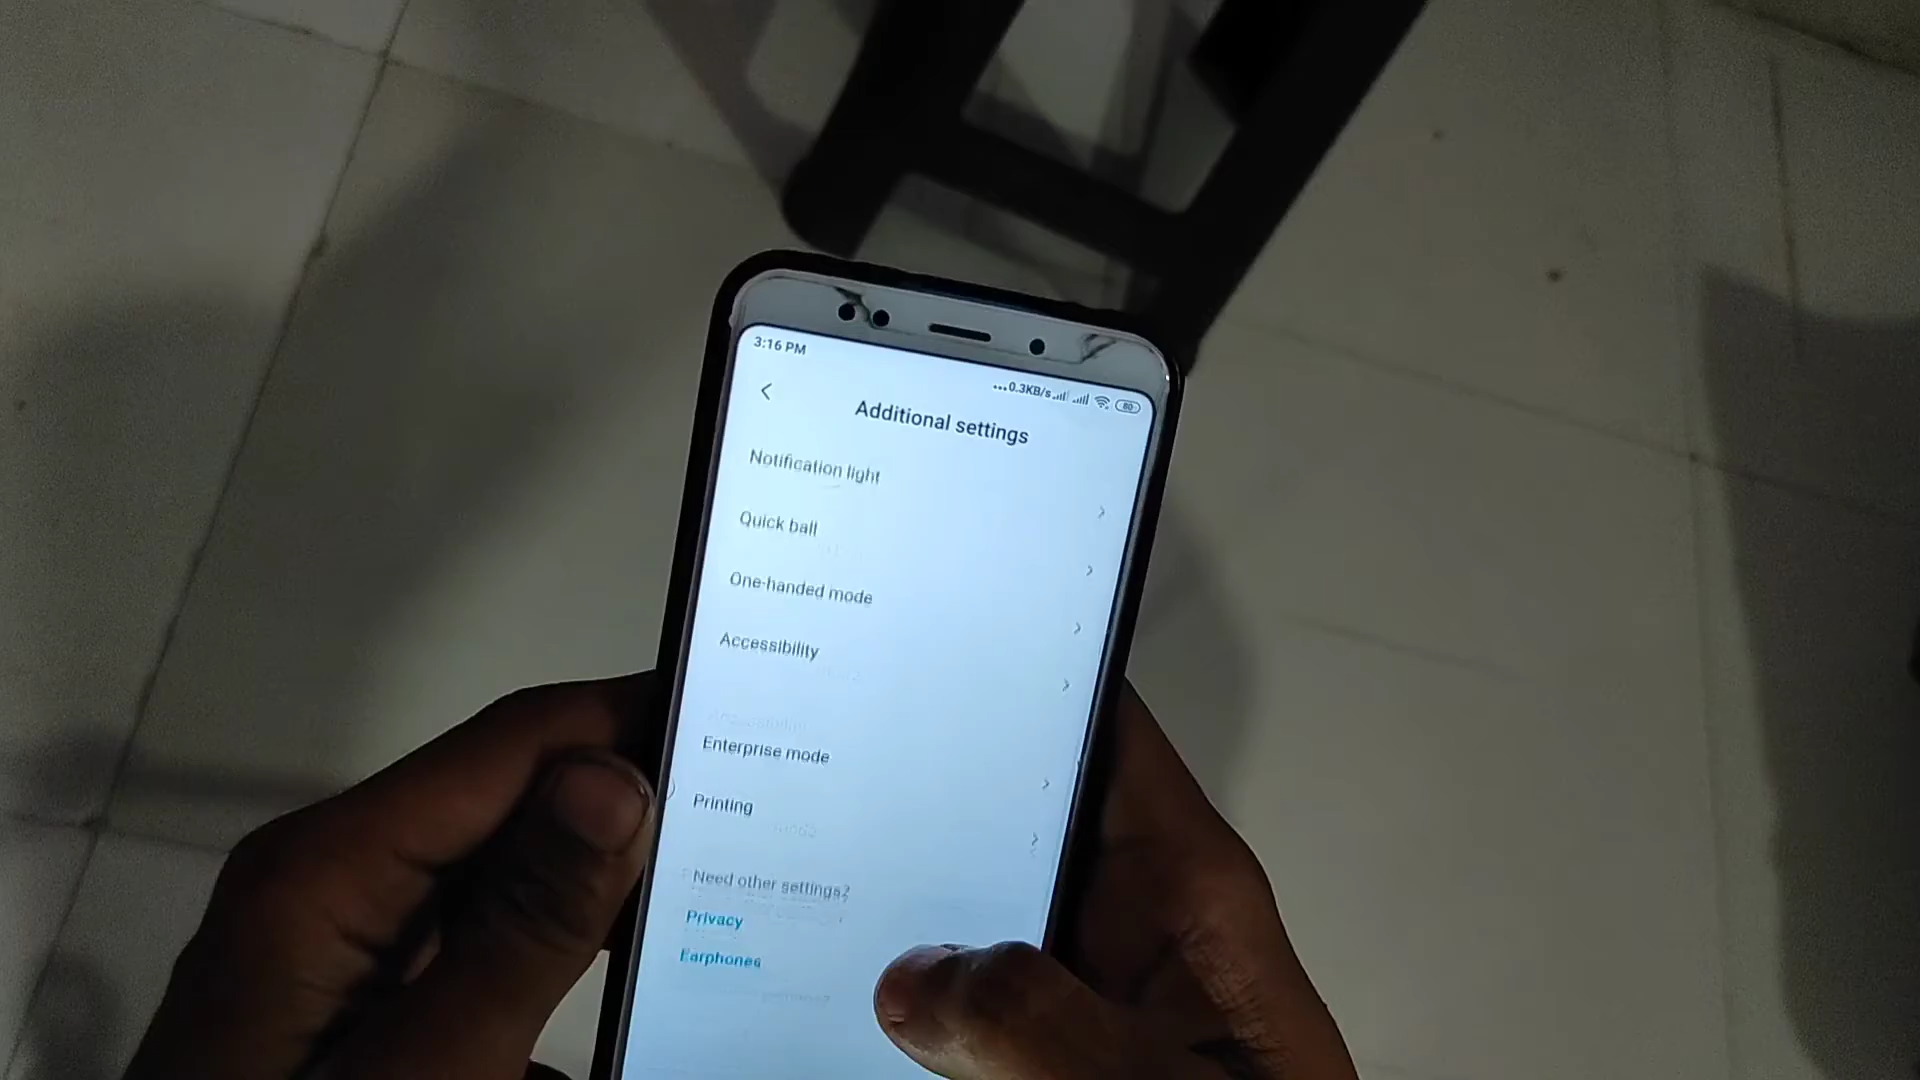 3:16 PM
...0.3KB/s
80
Additional settings
Notification light
Quick ball
One-handed mode
Accessibility
Enterprise mode
Printing
Need other settings?
Privacy
Earphones